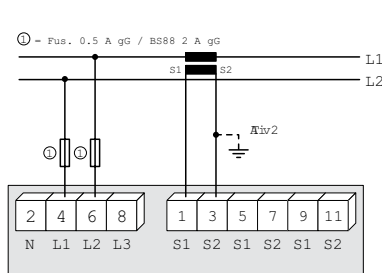 ① - Fus. 0.5 A gG / BS88 2 A gG
L1
S1 S2
L2
Ativ2
① ①
2 4 6 8 1 3 5 7 9 11
N L1 L2 L3 S1 S2 S1 S2 S1 S2